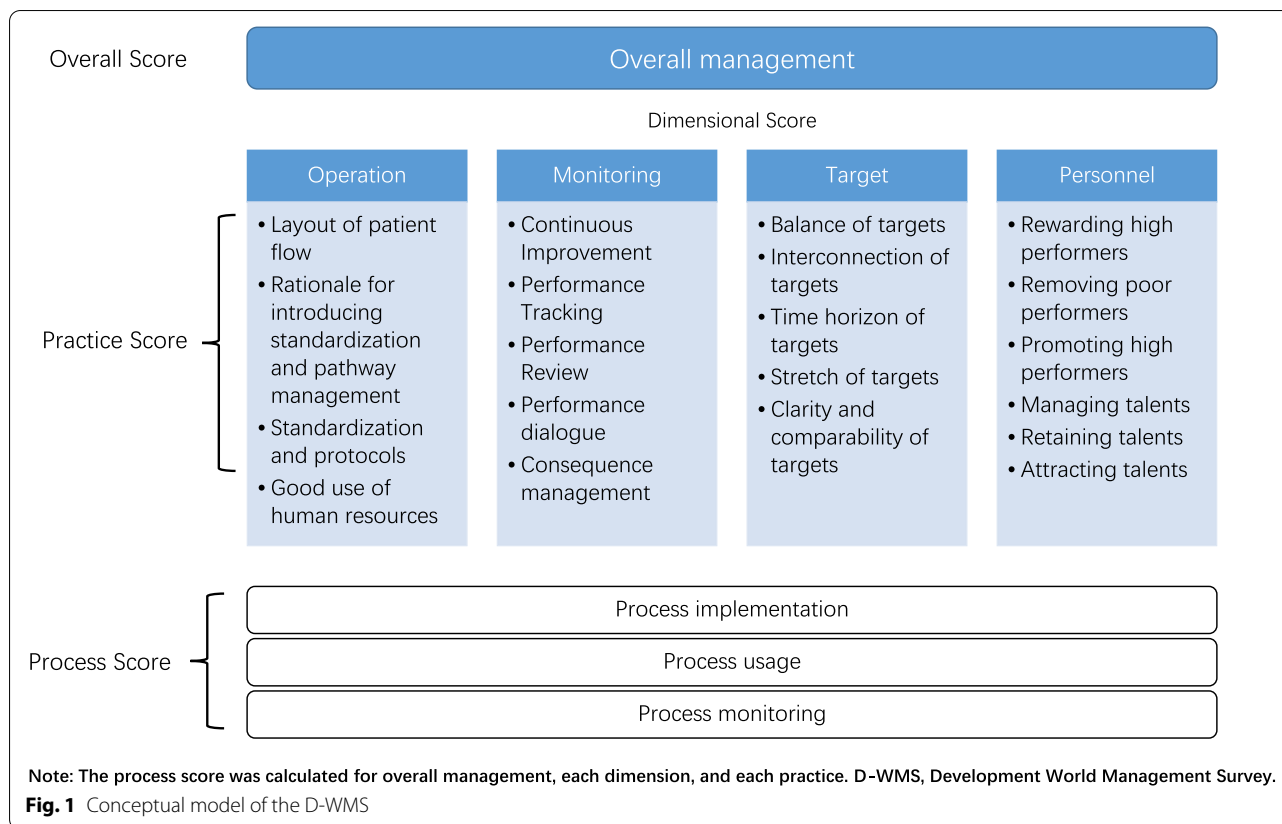 Overall Score
Overall management
Dimensional Score
Operation
Monitoring
Target
Personnel
Practice Score
• Layout of patient
flow
• Rationale for
introducing
standardization
and pathway
management
• Standardization
and protocols
• Good use of
human resources
• Continuous
Improvement
• Performance
Tracking
• Performance
Review
• Performance
dialogue
• Consequence
management
• Balance of targets
• Interconnection of
targets
• Time horizon of
targets
• Stretch of targets
• Clarity and
comparability of
targets
• Rewarding high
performers
• Removing poor
performers
• Promoting high
performers
• Managing talents
• Retaining talents
• Attracting talents
Process Score
Process implementation
Process usage
Process monitoring
Note: The process score was calculated for overall management, each dimension, and each practice. D-WMS, Development World Management Survey.
Fig. 1 Conceptual model of the D-WMS